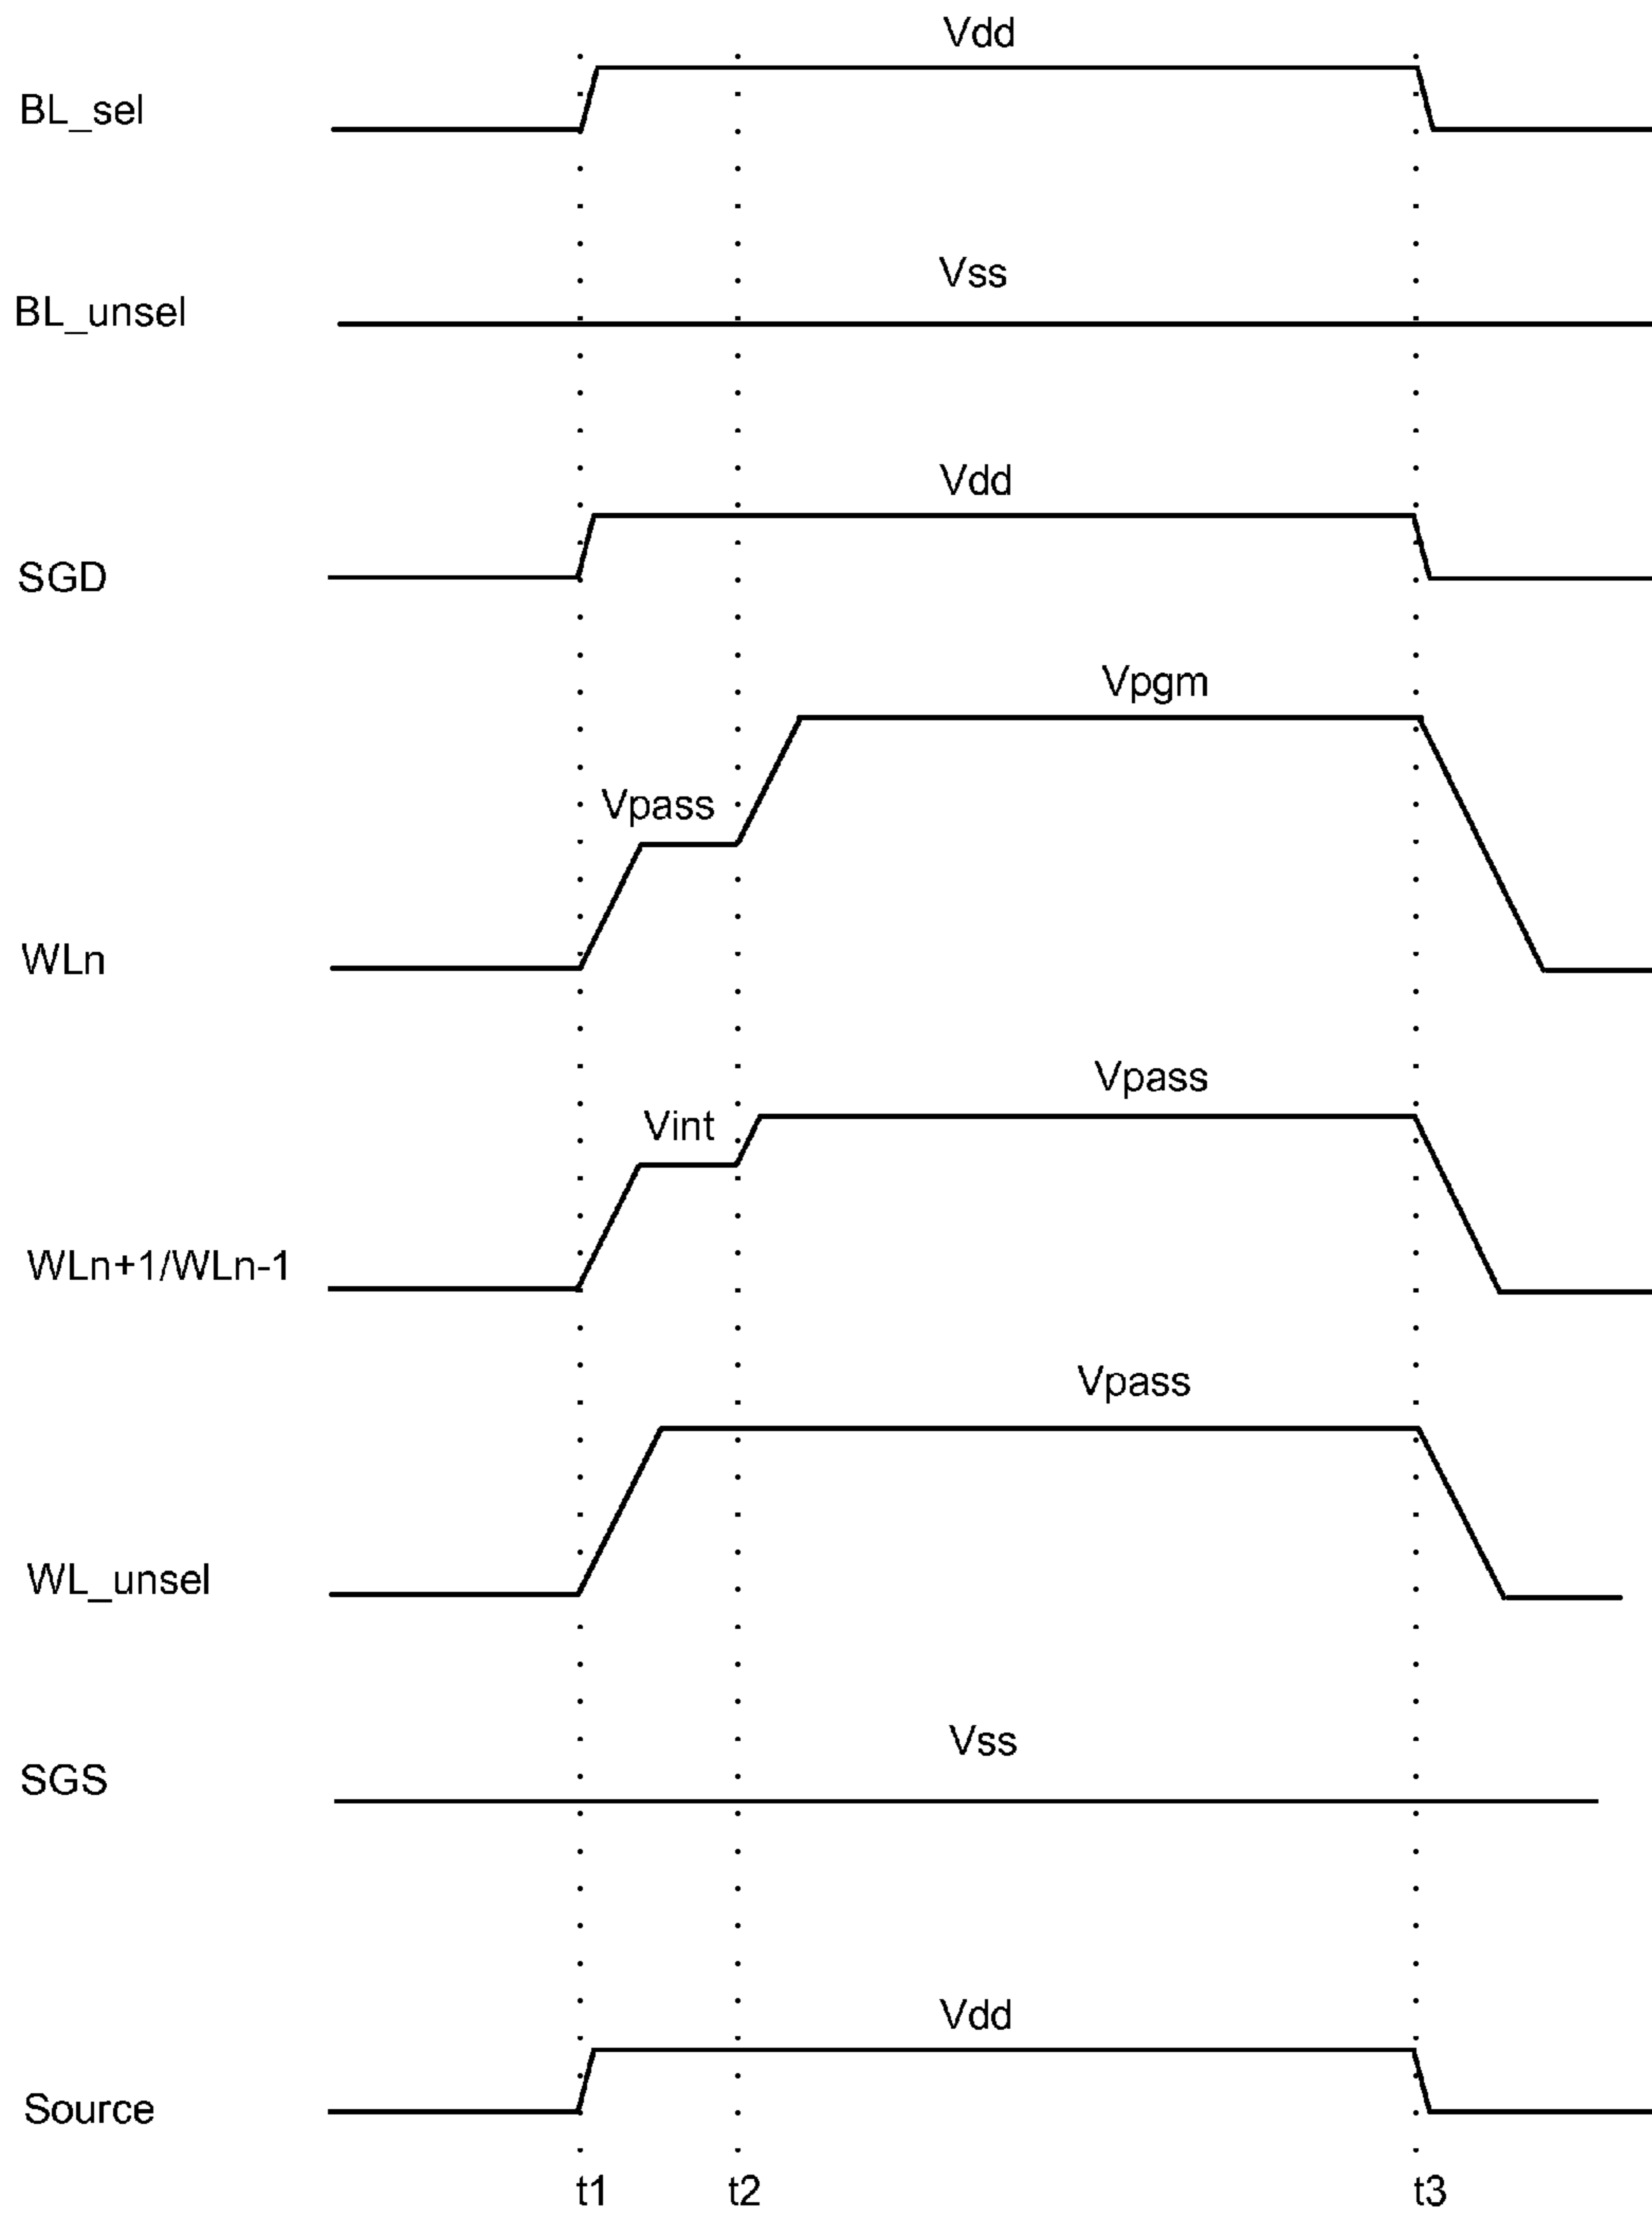 Vdd
BL_sel
Vss
BL_unsel
Vdd
SGD
Vpgm
Vpass
WLn
Vpass
Vint
WLn+1/WLn-1
Vpass
WL_unsel
Vss
SGS
Vdd
Source
t1 t2 t3